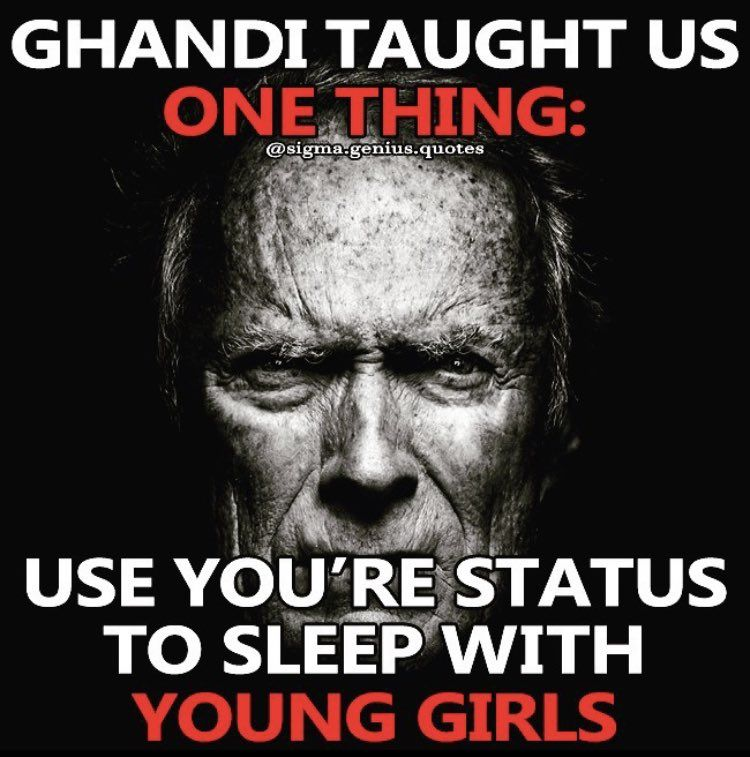 GHANDI TAUGHT US
ONE THING:
@sigma.genius.quotes
USE YOU'RE STATUS
TO SLEEP WITH
YOUNG GIRLS